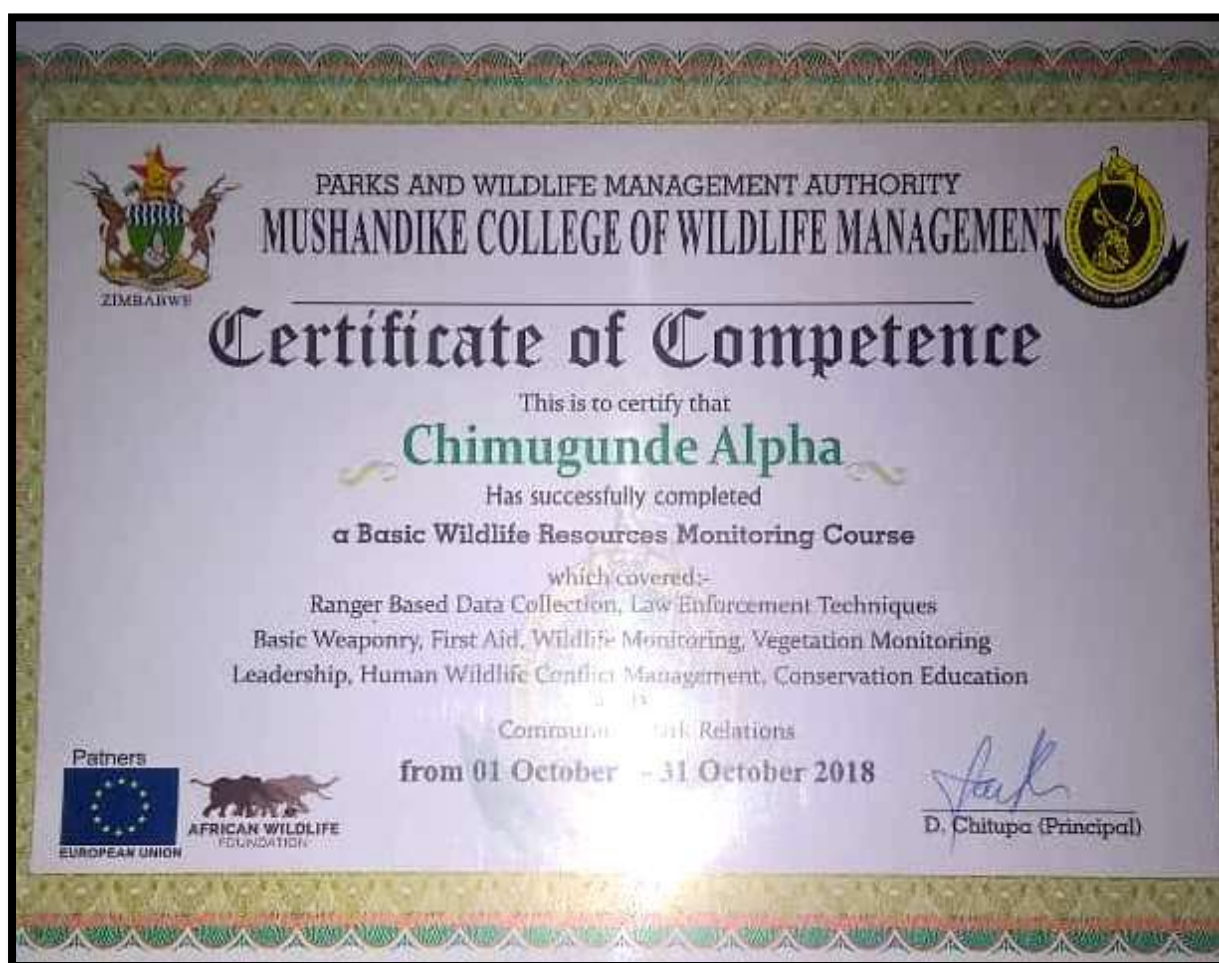 PARKS AND WILDLIFE MANAGEMENT AUTHORITY
MUSHANDIKE COLLEGE OF WILDLIFE MANAGEMENT
ZIMBABWE
Certificate of Competence
This is to certify that
Chimugunde Alpha
Has successfully completed
a Basic Wildlife Resources Monitoring Course
which covered:-
Ranger Based Data Collection, Law Enforcement Techniques
Basic Weaponry, First Aid, Wildlife Monitoring, Vegetation Monitoring
Leadership, Human Wildlife Conflict Management, Conservation Education
Relations
from 01 October - 31 October 2018
Patners
EUROPEAN UNION
AFRICAN WILDLIFE
FOUNDATION
D. Chitupa (Principal)